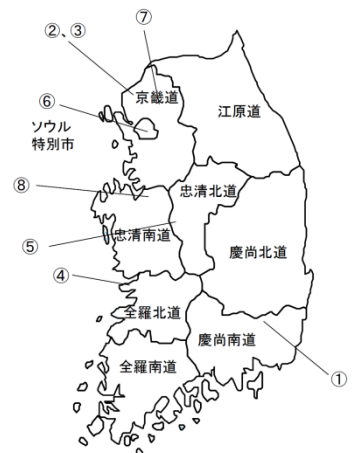 ⑦
②、③
京畿道
⑥
江原道
ソウル
特別市
⑧
忠清北道
忠清南道
⑤
慶尚北道
④
全羅北道
慶尚南道
全羅南道
①